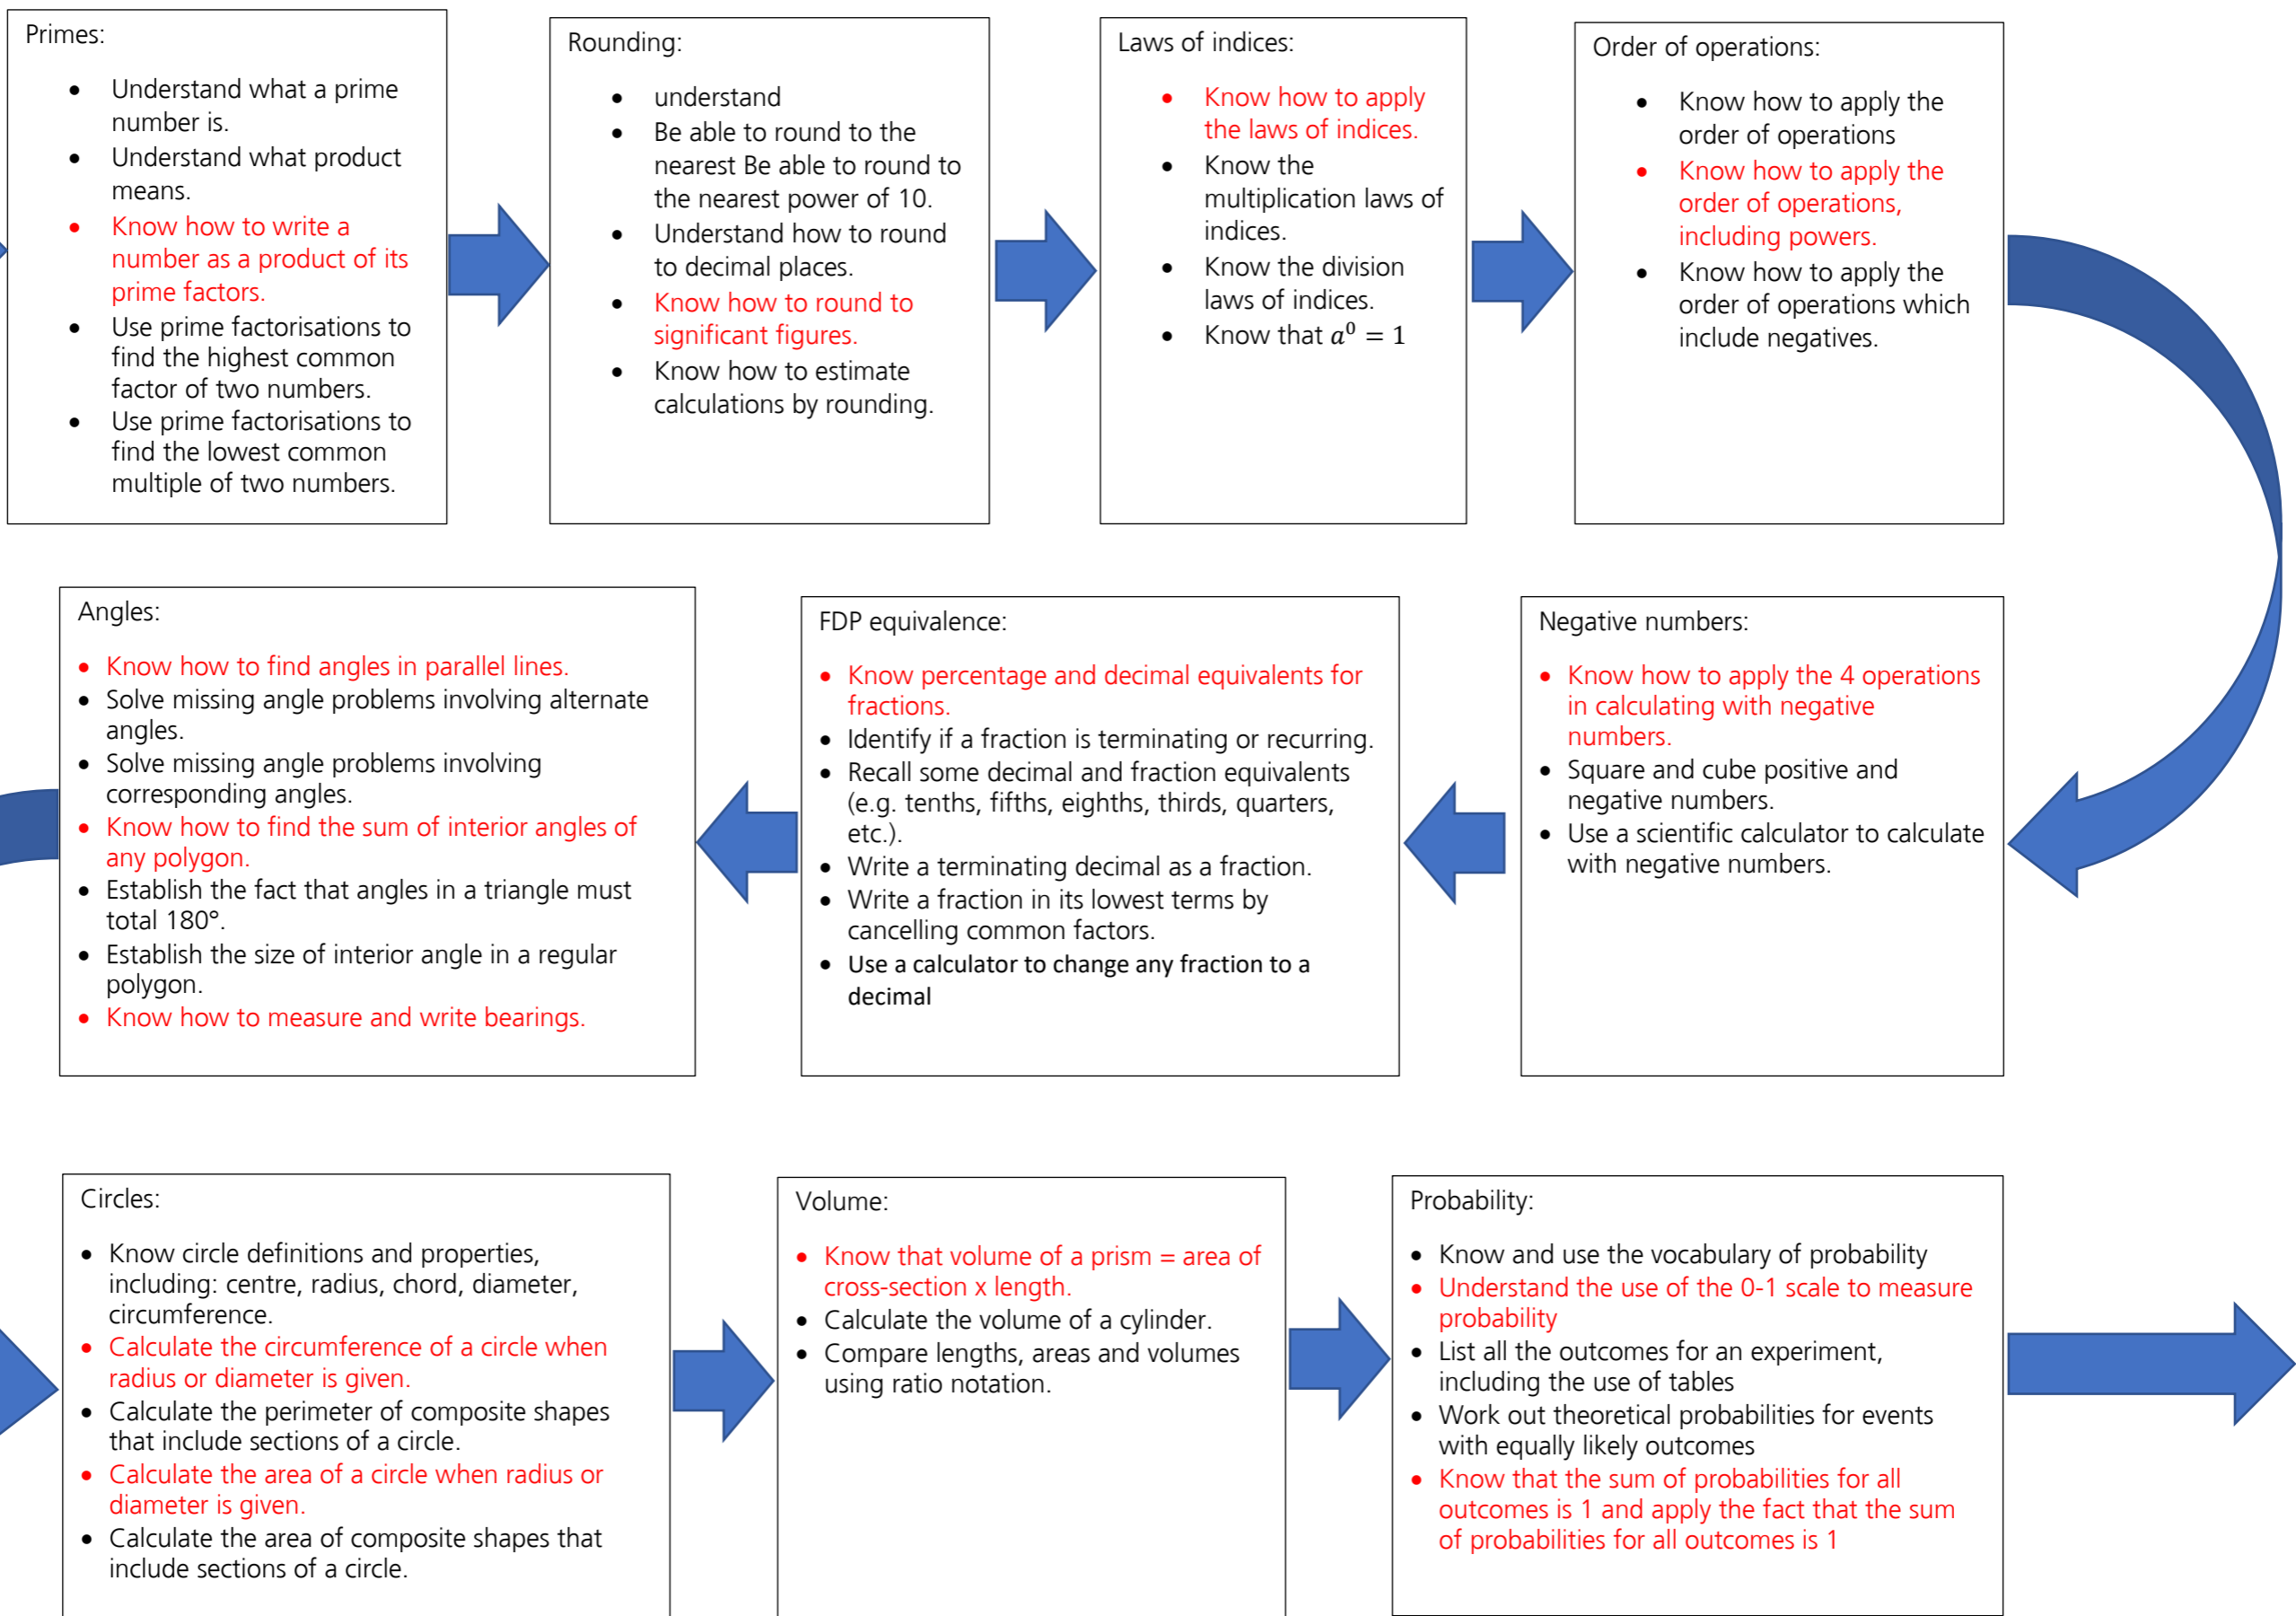 Primes:
• Understand what a prime
number is.
• Understand what product
means.
• Know how to write a
number as a product of its
prime factors.
• Use prime factorisations to
find the highest common
factor of two numbers.
• Use prime factorisations to
find the lowest common
multiple of two numbers.
Rounding:
• understand
• Be able to round to the
nearest Be able to round to
the nearest power of 10.
• Understand how to round
to decimal places.
• Know how to round to
significant figures.
• Know how to estimate
calculations by rounding.
Laws of indices:
• Know how to apply
the laws of indices.
• Know the
multiplication laws of
indices.
• Know the division
laws of indices.
• Know that a⁰ = 1
Order of operations:
• Know how to apply the
order of operations
• Know how to apply the
order of operations,
including powers.
• Know how to apply the
order of operations which
include negatives.
Negative numbers:
• Know how to apply the 4 operations
in calculating with negative
numbers.
• Square and cube positive and
negative numbers.
• Use a scientific calculator to calculate
with negative numbers.
FDP equivalence:
• Know percentage and decimal equivalents for
fractions.
• Identify if a fraction is terminating or recurring.
• Recall some decimal and fraction equivalents
(e.g. tenths, fifths, eighths, thirds, quarters,
etc.).
• Write a terminating decimal as a fraction.
• Write a fraction in its lowest terms by
cancelling common factors.
• Use a calculator to change any fraction to a
decimal
Angles:
• Know how to find angles in parallel lines.
• Solve missing angle problems involving alternate
angles.
• Solve missing angle problems involving
corresponding angles.
• Know how to find the sum of interior angles of
any polygon.
• Establish the fact that angles in a triangle must
total 180°.
• Establish the size of interior angle in a regular
polygon.
• Know how to measure and write bearings.
Circles:
• Know circle definitions and properties,
including: centre, radius, chord, diameter,
circumference.
• Calculate the circumference of a circle when
radius or diameter is given.
• Calculate the perimeter of composite shapes
that include sections of a circle.
• Calculate the area of a circle when radius or
diameter is given.
• Calculate the area of composite shapes that
include sections of a circle.
Volume:
• Know that volume of a prism = area of
cross-section x length.
• Calculate the volume of a cylinder.
• Compare lengths, areas and volumes
using ratio notation.
Probability:
• Know and use the vocabulary of probability
• Understand the use of the 0-1 scale to measure
probability
• List all the outcomes for an experiment,
including the use of tables
• Work out theoretical probabilities for events
with equally likely outcomes
• Know that the sum of probabilities for all
outcomes is 1 and apply the fact that the sum
of probabilities for all outcomes is 1